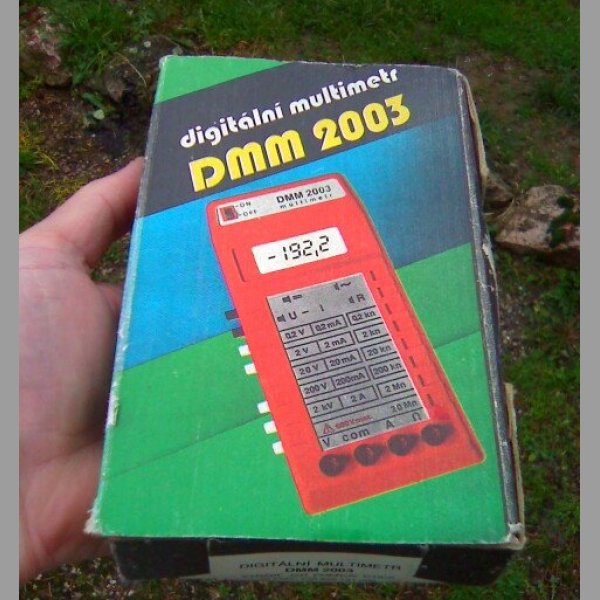 digitální multimetr
DMM 2003
ON
OFF
DMM 2003
multimetr
-192,2
U - I R
0,2 V 0,2 mA 0,2 kΩ
2 V 2 mA 2 kΩ
20 V 20 mA 20 kΩ
200 V 200 mA 200 kΩ
2 kV 2 A 2 MΩ
20 MΩ
V com A Ω
DIGITÁLNÍ MULTIMETR
DMM 2003